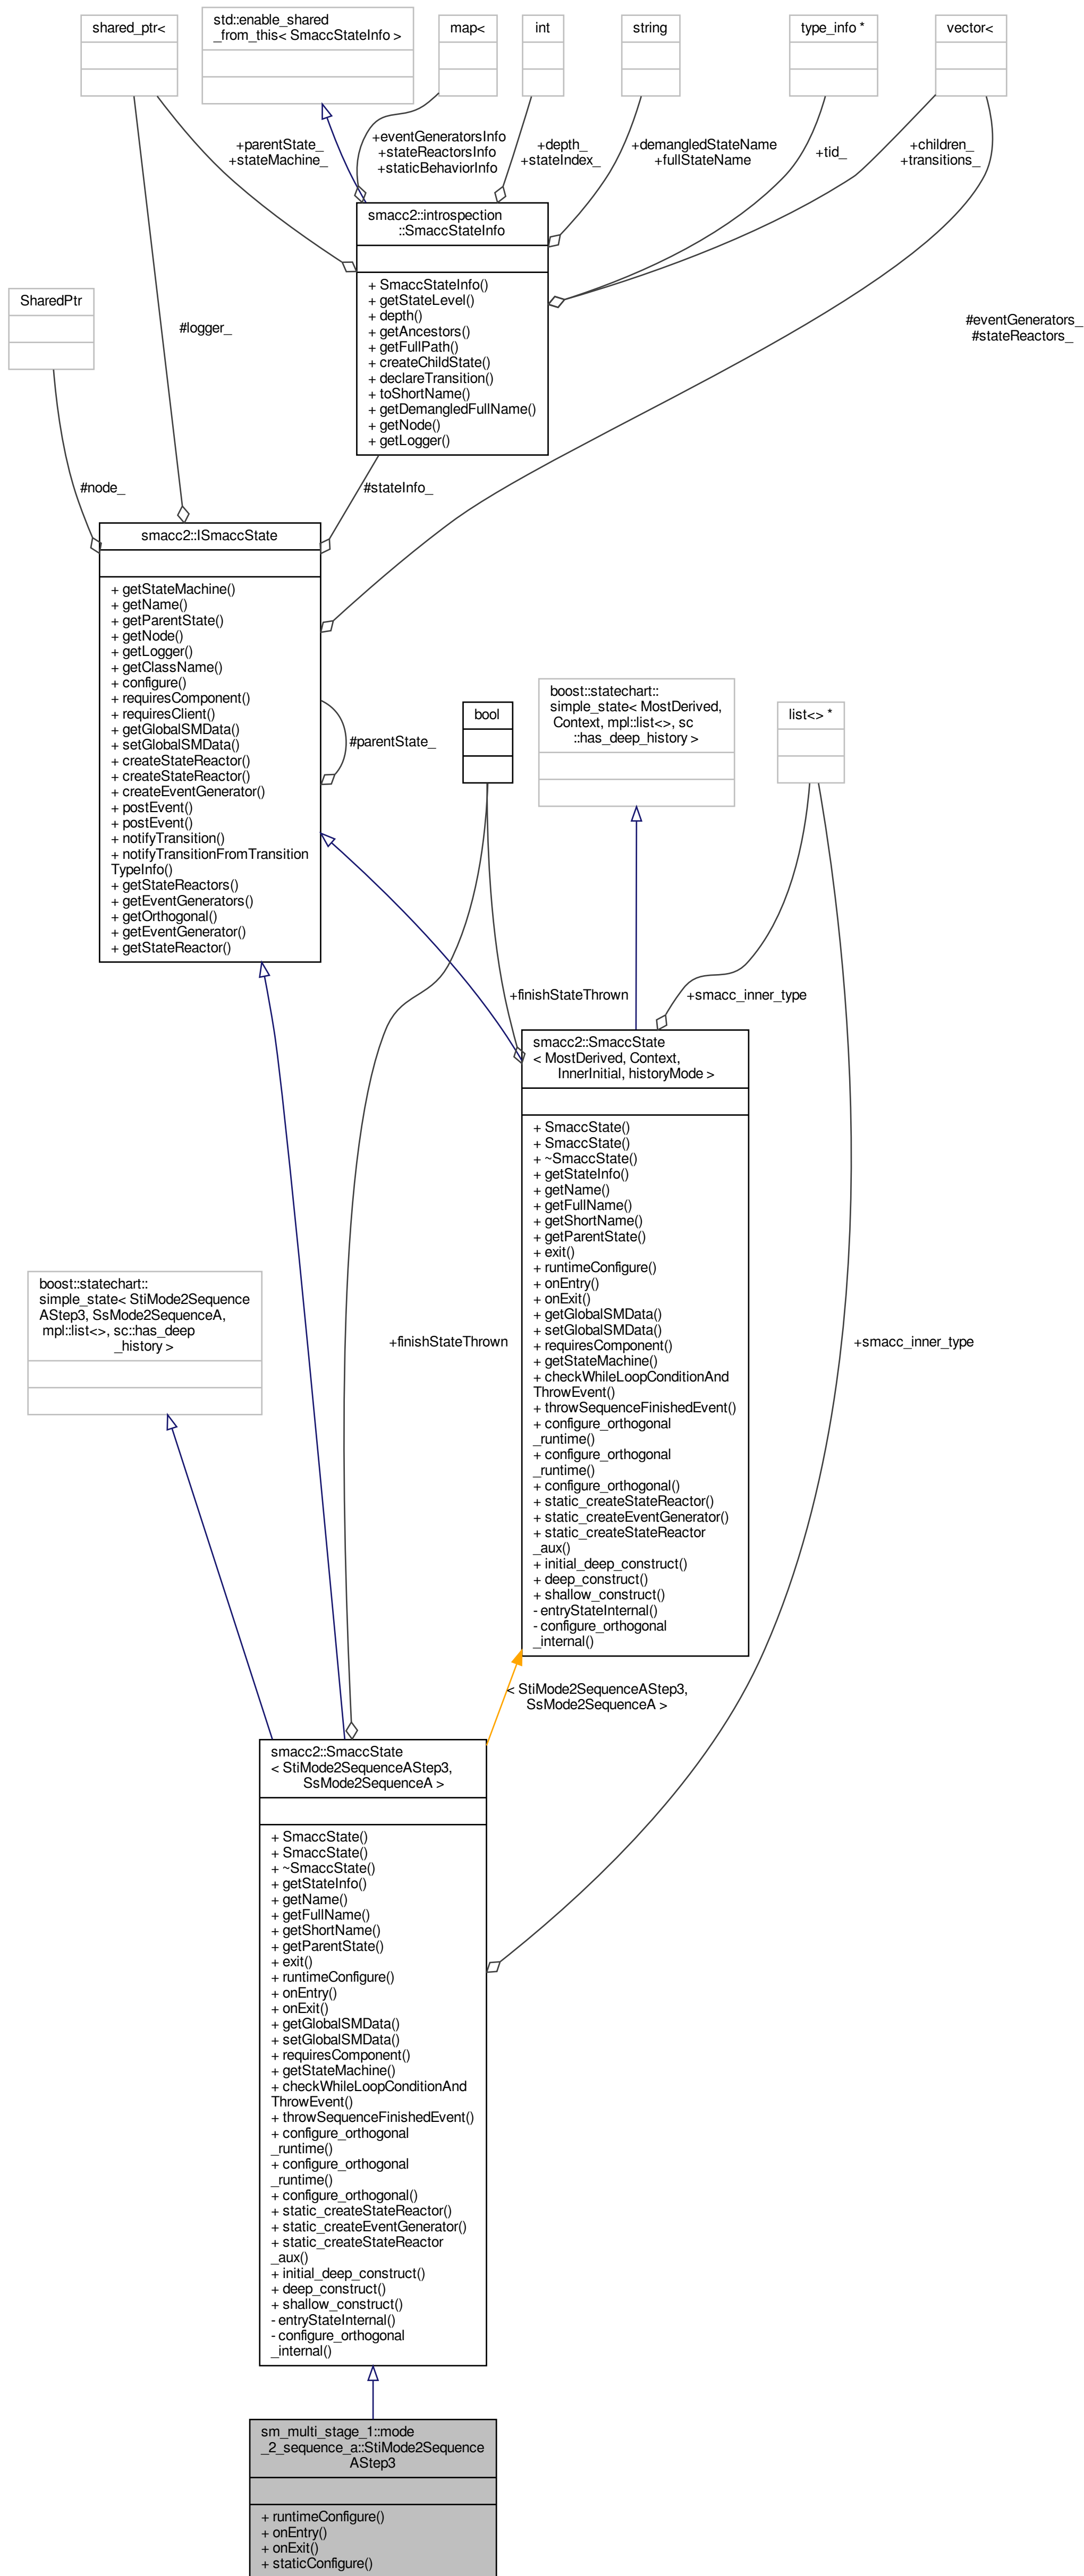 shared_ptr<
std::enable_shared
_from_this< SmaccStateInfo >
map<
int
string
type_info *
vector<
+parentState_
+stateMachine_
+eventGeneratorsInfo
+stateReactorsInfo
+staticBehaviorInfo
+depth_
+stateIndex_
+demangledStateName
+fullStateName
+tid_
+children_
+transitions_
smacc2::introspection
::SmaccStateInfo
+ SmaccStateInfo()
+ getStateLevel()
+ depth()
+ getAncestors()
+ getFullPath()
+ createChildState()
+ declareTransition()
+ toShortName()
+ getDemangledFullName()
+ getNode()
+ getLogger()
SharedPtr
#logger_
#eventGenerators_
#stateReactors_
#node_
#stateInfo_
smacc2::ISmaccState
+ getStateMachine()
+ getName()
+ getParentState()
+ getNode()
+ getLogger()
+ getClassName()
+ configure()
+ requiresComponent()
+ requiresClient()
+ getGlobalSMData()
+ setGlobalSMData()
+ createStateReactor()
+ createStateReactor()
+ createEventGenerator()
+ postEvent()
+ postEvent()
+ notifyTransition()
+ notifyTransitionFromTransition
TypeInfo()
+ getStateReactors()
+ getEventGenerators()
+ getOrthogonal()
+ getEventGenerator()
+ getStateReactor()
#parentState_
bool
boost::statechart::
simple_state< MostDerived,
Context, mpl::list<>, sc
::has_deep_history >
list<> *
+finishStateThrown
+smacc_inner_type
smacc2::SmaccState
< MostDerived, Context,
InnerInitial, historyMode >
+ SmaccState()
+ SmaccState()
+ ~SmaccState()
+ getStateInfo()
+ getName()
+ getFullName()
+ getShortName()
+ getParentState()
+ exit()
+ runtimeConfigure()
+ onEntry()
+ onExit()
+ getGlobalSMData()
+ setGlobalSMData()
+ requiresComponent()
+ getStateMachine()
+ checkWhileLoopConditionAnd
ThrowEvent()
+ throwSequenceFinishedEvent()
+ configure_orthogonal
_runtime()
+ configure_orthogonal
_runtime()
+ configure_orthogonal()
+ static_createStateReactor()
+ static_createEventGenerator()
+ static_createStateReactor
_aux()
+ initial_deep_construct()
+ deep_construct()
+ shallow_construct()
- entryStateInternal()
- configure_orthogonal
_internal()
boost::statechart::
simple_state< StiMode2Sequence
AStep3, SsMode2SequenceA,
mpl::list<>, sc::has_deep
_history >
+finishStateThrown
+smacc_inner_type
< StiMode2SequenceAStep3,
SsMode2SequenceA >
smacc2::SmaccState
< StiMode2SequenceAStep3,
SsMode2SequenceA >
+ SmaccState()
+ SmaccState()
+ ~SmaccState()
+ getStateInfo()
+ getName()
+ getFullName()
+ getShortName()
+ getParentState()
+ exit()
+ runtimeConfigure()
+ onEntry()
+ onExit()
+ getGlobalSMData()
+ setGlobalSMData()
+ requiresComponent()
+ getStateMachine()
+ checkWhileLoopConditionAnd
ThrowEvent()
+ throwSequenceFinishedEvent()
+ configure_orthogonal
_runtime()
+ configure_orthogonal
_runtime()
+ configure_orthogonal()
+ static_createStateReactor()
+ static_createEventGenerator()
+ static_createStateReactor
_aux()
+ initial_deep_construct()
+ deep_construct()
+ shallow_construct()
- entryStateInternal()
- configure_orthogonal
_internal()
sm_multi_stage_1::mode
_2_sequence_a::StiMode2Sequence
AStep3
+ runtimeConfigure()
+ onEntry()
+ onExit()
+ staticConfigure()